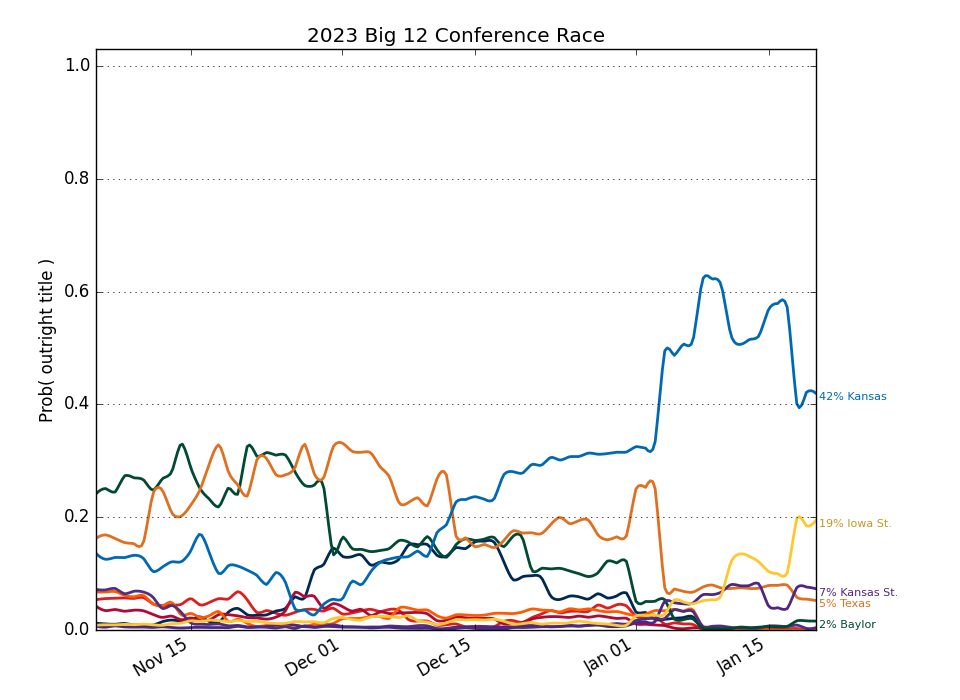 2023 Big 12 Conference Race
Prob( outright title )
1.0
0.8
0.6
0.4
0.2
0.0
42% Kansas
19% Iowa St.
7% Kansas St.
5% Texas
2% Baylor
Nov 15
Dec 01
Dec 15
Jan 01
Jan 15